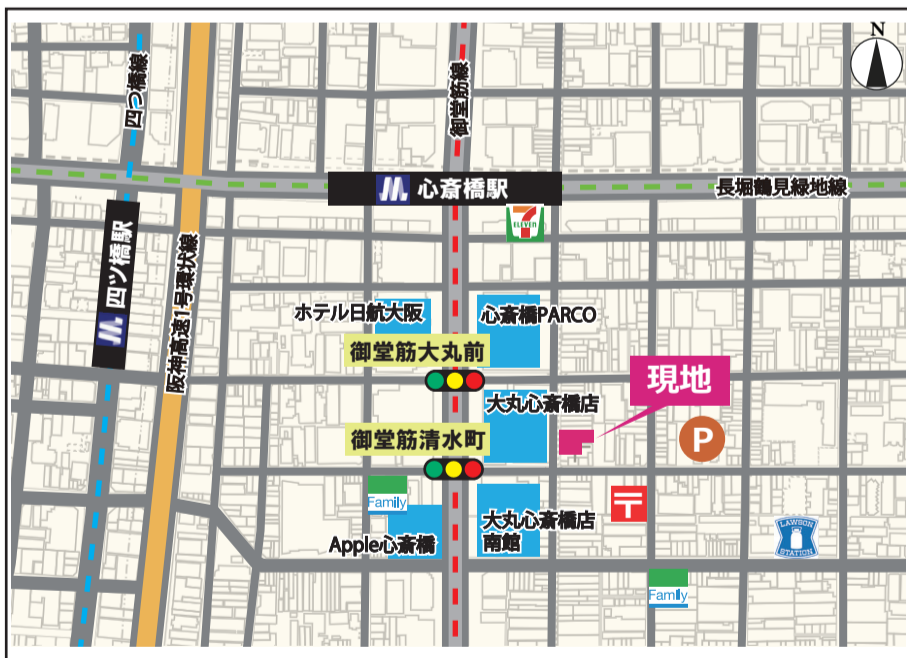 N
四つ橋線
御堂筋線
心斎橋駅
長堀鶴見緑地線
7
ELEVEN
四ツ橋駅
阪神高速1号環状線
ホテル日航大阪
心斎橋PARCO
御堂筋大丸前
現地
大丸心斎橋店
P
御堂筋清水町
Family
〒
大丸心斎橋店
南館
Apple心斎橋
LAWSON
STATION
Family